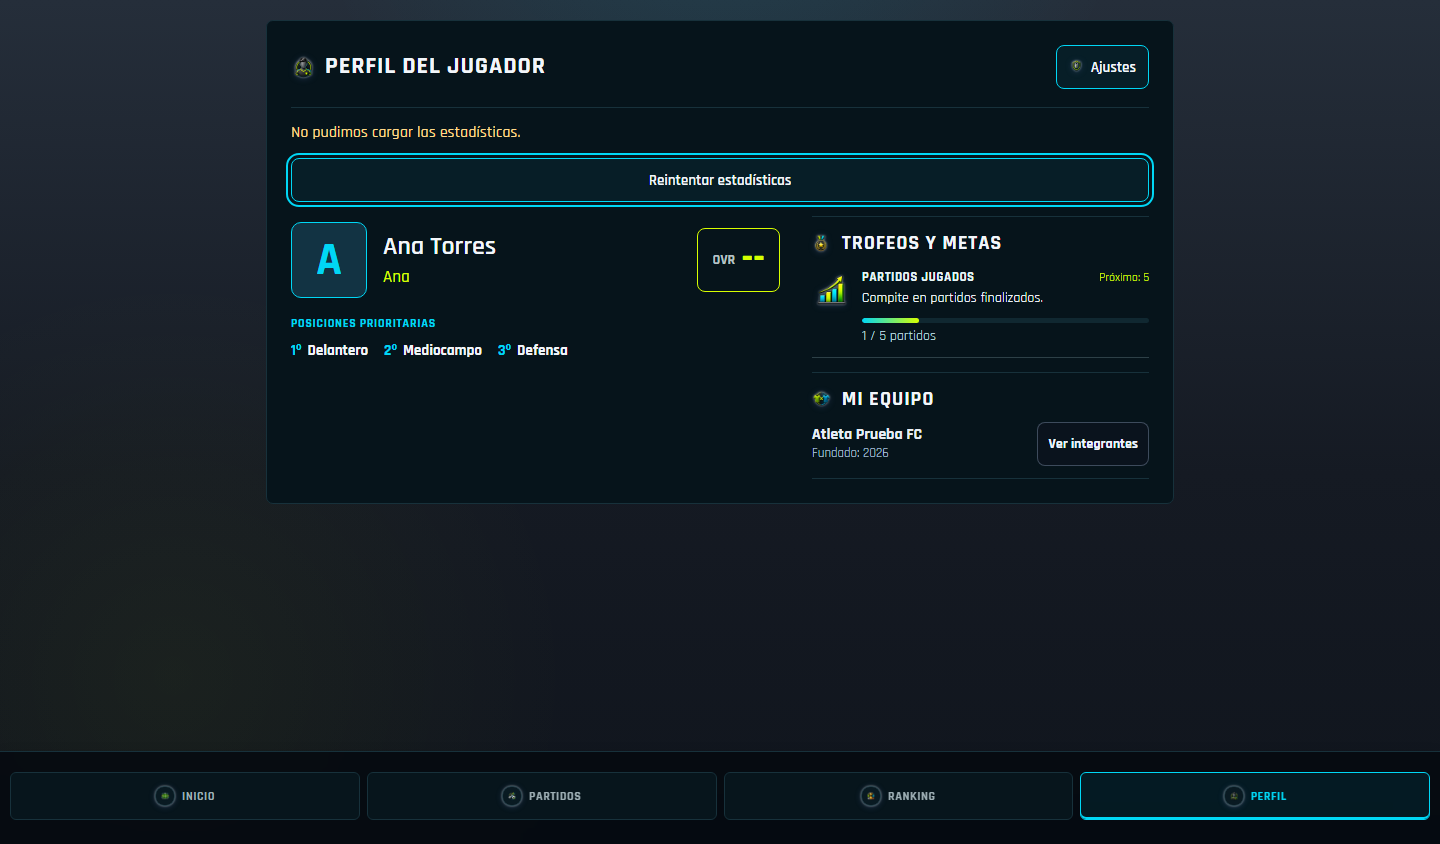 PERFIL DEL JUGADOR
Ajustes
No pudimos cargar las estadísticas.
Reintentar estadísticas
A
Ana Torres
Ana
OVR --
POSICIONES PRIORITARIAS
1º Delantero 2º Mediocampo 3º Defensa
TROFEOS Y METAS
PARTIDOS JUGADOS
Próxima: 5
Compite en partidos finalizados.
1 / 5 partidos
MI EQUIPO
Atleta Prueba FC
Fundado: 2026
Ver integrantes
INICIO
PARTIDOS
RANKING
PERFIL